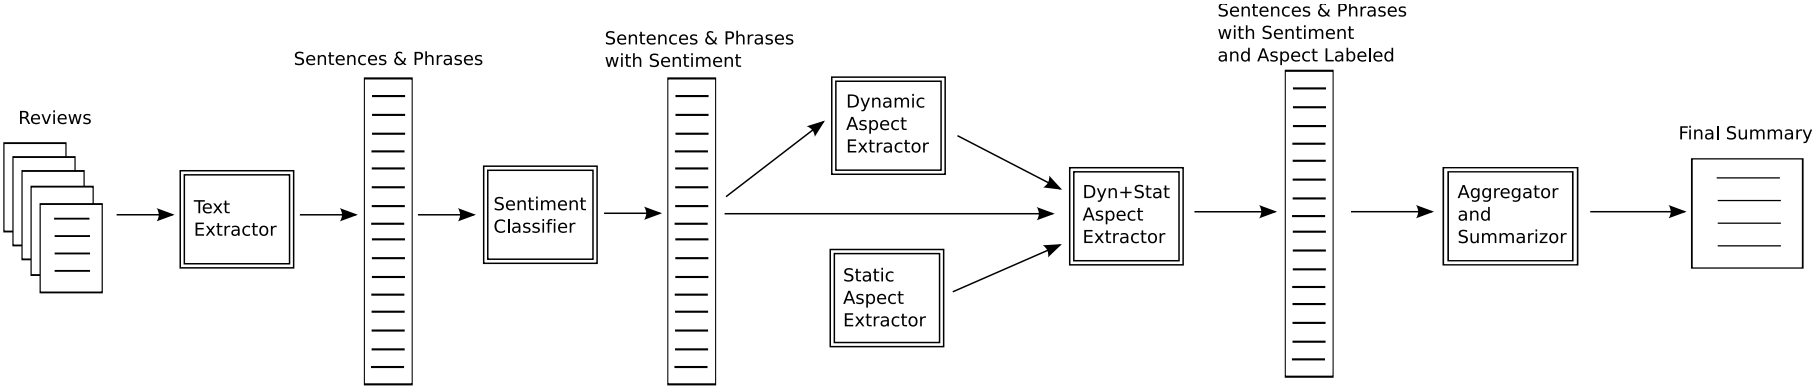 Reviews
Text
Extractor
Sentences & Phrases
Sentiment
Classifier
Sentences & Phrases
with Sentiment
Dynamic
Aspect
Extractor
Static
Aspect
Extractor
Dyn+Stat
Aspect
Extractor
Sentences & Phrases
with Sentiment
and Aspect Labeled
Aggregator
and
Summarizor
Final Summary